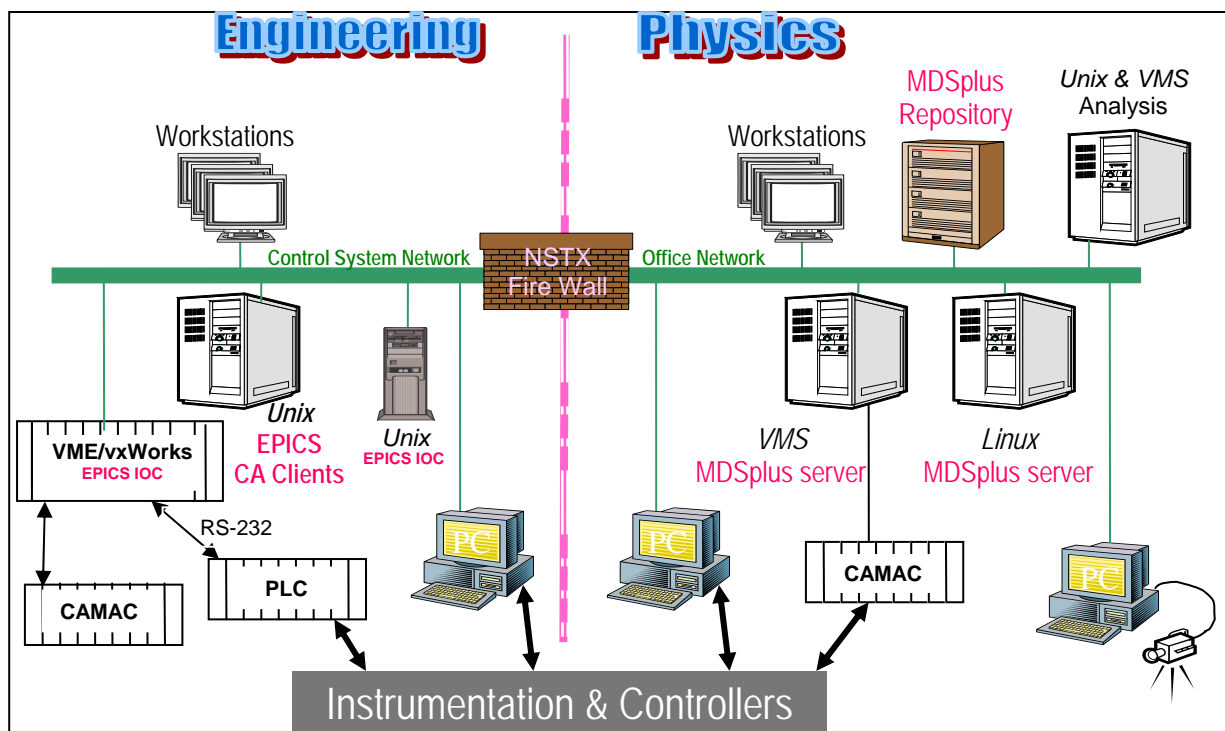 Engineering
Physics
Workstations
Workstations
MDSplus
Repository
Unix & VMS
Analysis
Control System Network
NSTX
Fire Wall
Office Network
VME/vxWorks
EPICS IOC
Unix
EPICS
CA Clients
Unix
EPICS IOC
VMS
MDSplus server
Linux
MDSplus server
RS-232
CAMAC
PLC
PC
PC
CAMAC
PC
Instrumentation & Controllers